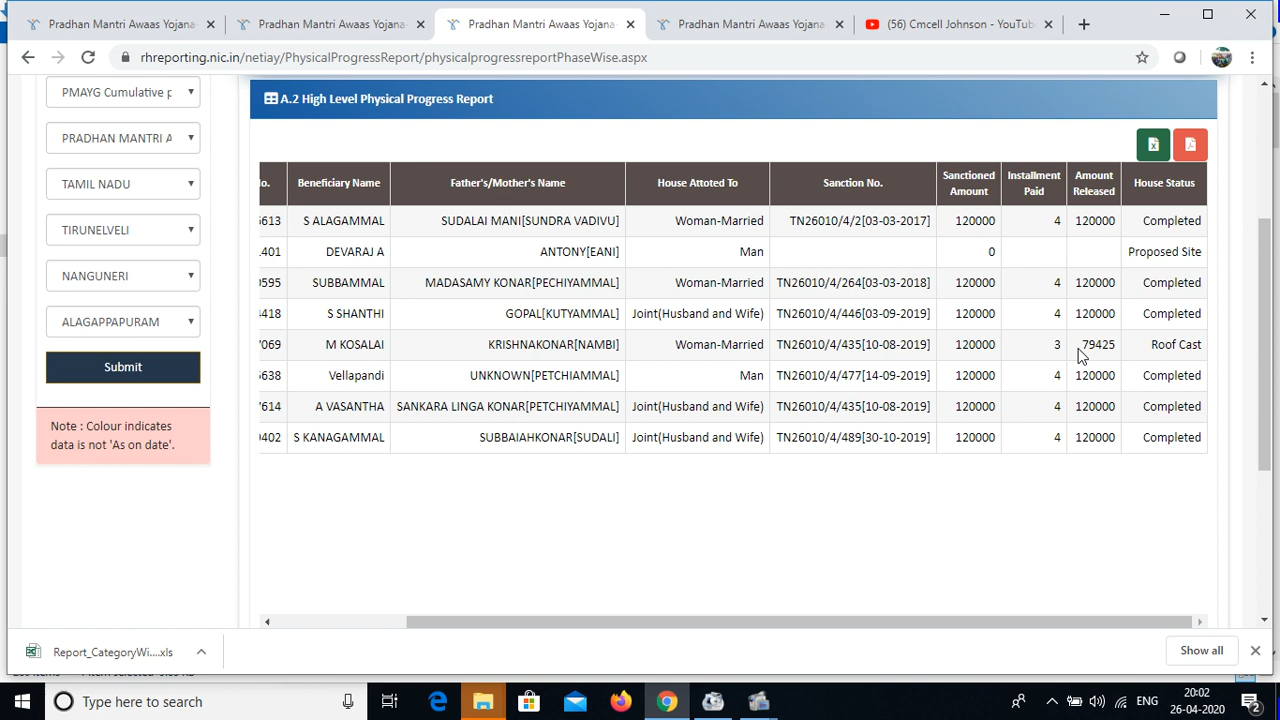 Pradhan Mantri Awaas Yojana- Pradhan Mantri Awaas Yojana- Pradhan Mantri Awaas Yojana- Pradhan Mantri Awaas Yojana- (56) Cmcell Johnson - YouTub
rhreporting.nic.in/netiay/PhysicalProgressReport/physicalprogressreportPhaseWise.aspx
PMAYG Cumulative p
PRADHAN MANTRI A
TAMIL NADU
TIRUNELVELI
NANGUNERI
ALAGAPPAPURAM
Submit
Note : Colour indicates
data is not 'As on date'.
A.2 High Level Physical Progress Report
o. Beneficiary Name Father's/Mother's Name House Attoted To Sanction No. Sanctioned Amount Installment Paid Amount Released House Status
6613 S ALAGAMMAL SUDALAI MANI[SUNDRA VADIVU] Woman-Married TN26010/4/2[03-03-2017] 120000 4 120000 Completed
401 DEVARAJ A ANTONY[EANI] Man 0 Proposed Site
595 SUBBAMMAL MADASAMY KONAR[PECHIYAMMAL] Woman-Married TN26010/4/264[03-03-2018] 120000 4 120000 Completed
418 S SHANTHI GOPAL[KUTYAMMAL] Joint(Husband and Wife) TN26010/4/446[03-09-2019] 120000 4 120000 Completed
069 M KOSALAI KRISHNAKONAR[NAMBI] Woman-Married TN26010/4/435[10-08-2019] 120000 3 79425 Roof Cast
638 Vellapandi UNKNOWN[PETCHIAMMAL] Man TN26010/4/477[14-09-2019] 120000 4 120000 Completed
7614 A VASANTHA SANKARA LINGA KONAR[PETCHIYAMMAL] Joint(Husband and Wife) TN26010/4/435[10-08-2019] 120000 4 120000 Completed
402 S KANAGAMMAL SUBBAIAHKONAR[SUDALI] Joint(Husband and Wife) TN26010/4/489[30-10-2019] 120000 4 120000 Completed
Report_CategoryWi....xls
Show all
Type here to search
ENG
20:02
26-04-2020
2